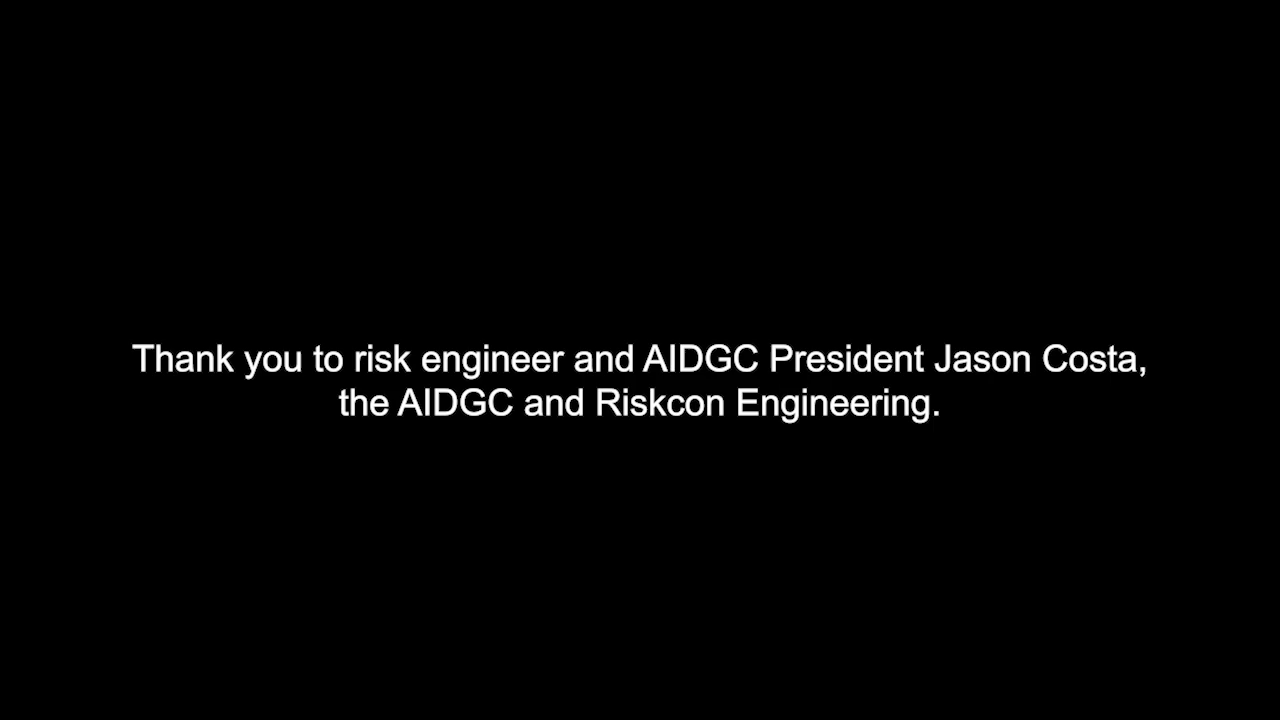 Thank you to risk engineer and AIDGC President Jason Costa,
the AIDGC and Riskcon Engineering.